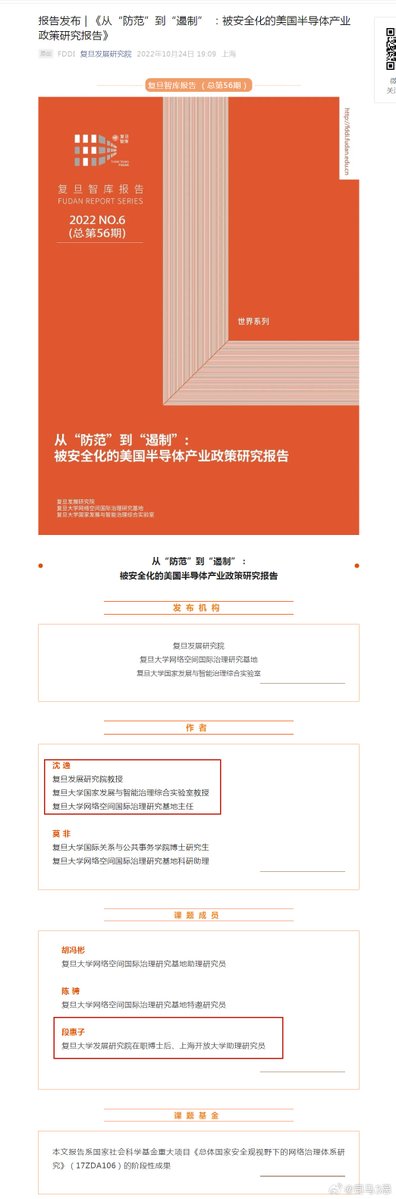 报告发布 | 《从“防范”到“遏制” ：被安全化的美国半导体产业
政策研究报告》
原创 FDDI 复旦发展研究院 2022年10月24日 19:09 上海
微
关注
复旦智库报告 （总第56期）
http://fddi.fudan.edu.cn
复旦
智库
复旦智库报告
FUDAN REPORT SERIES
2022 NO.6
(总第56期)
世界系列
从“防范”到“遏制”：
被安全化的美国半导体产业政策研究报告
复旦发展研究院
复旦大学网络空间国际治理研究基地
复旦大学国家发展与智能治理综合实验室
从“防范”到“遏制” ：
被安全化的美国半导体产业政策研究报告
发布机构
复旦发展研究院
复旦大学网络空间国际治理研究基地
复旦大学国家发展与智能治理综合实验室
作者
沈逸
复旦发展研究院教授
复旦大学国家发展与智能治理综合实验室教授
复旦大学网络空间国际治理研究基地主任
莫非
复旦大学国际关系与公共事务学院博士研究生
复旦大学网络空间国际治理研究基地科研助理
课题成员
胡冯彬
复旦大学网络空间国际治理研究基地助理研究员
陈骋
复旦大学网络空间国际治理研究基地特邀研究员
段惠子
复旦大学发展研究院在职博士后、上海开放大学助理研究员
课题基金
本文报告系国家社会科学基金重大项目《总体国家安全观视野下的网络治理体系研
究》（17ZDA106）的阶段性成果